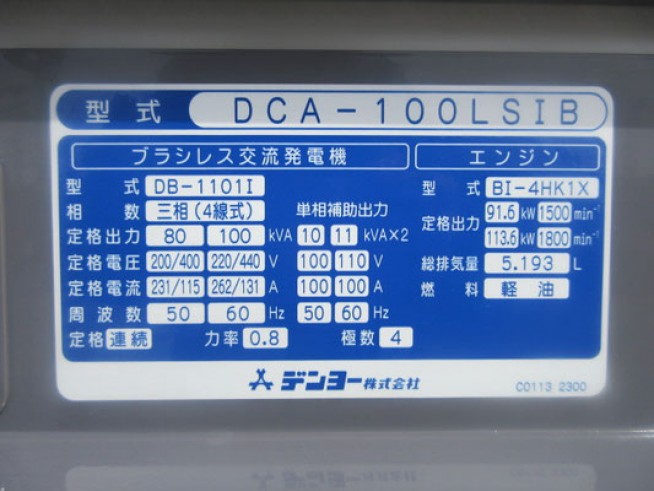 型式 DCA-100LSIB
ブラシレス交流発電機 エンジン
型式 DB-1101I 型式 BI-4HK1X
相数 三相(4線式) 単相補助出力 定格出力 91.6 kW 1500 min⁻¹
定格出力 80 100 kVA 10 11 kVA×2 113.6 kW 1800 min⁻¹
定格電圧 200/400 220/440 V 100 110 V 総排気量 5.193 L
定格電流 231/115 262/131 A 100 100 A 燃料 軽油
周波数 50 60 Hz 50 60 Hz
定格 連続 力率 0.8 極数 4
デンヨー株式会社 C0113 2300